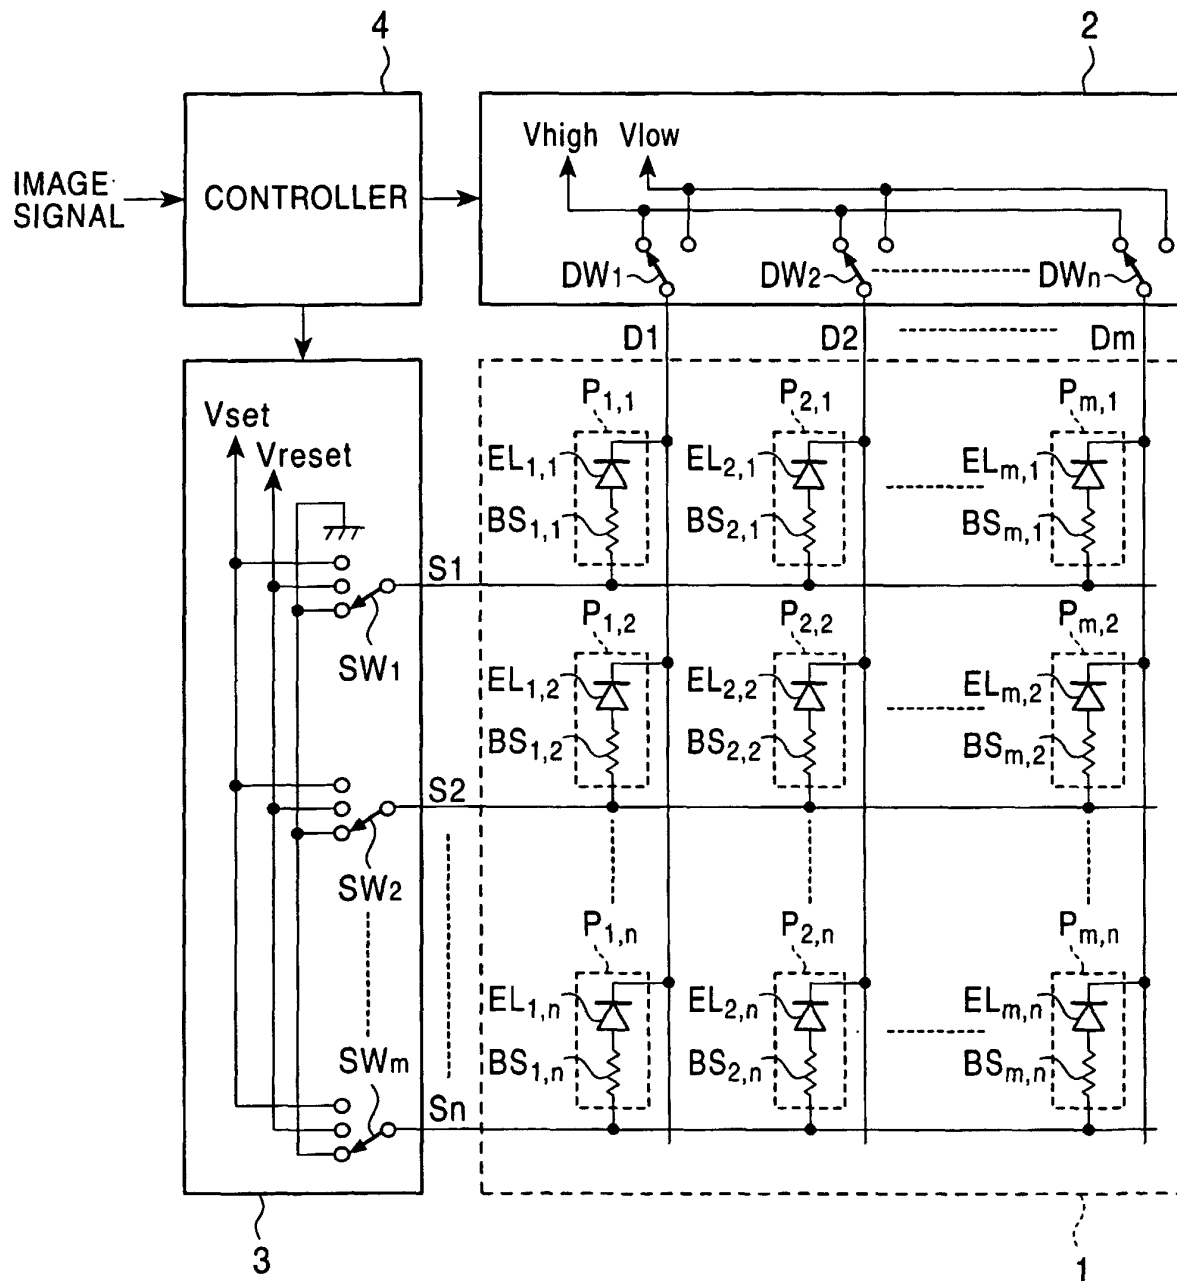 4
2
IMAGE
SIGNAL
CONTROLLER
Vhigh
Vlow
DW1
DW2
DWn
D1
D2
Dm
Vset
Vreset
P1,1
P2,1
Pm,1
EL1,1
EL2,1
ELm,1
BS1,1
BS2,1
BSm,1
S1
SW1
P1,2
P2,2
Pm,2
EL1,2
EL2,2
ELm,2
BS1,2
BS2,2
BSm,2
S2
SW2
P1,n
P2,n
Pm,n
EL1,n
EL2,n
ELm,n
BS1,n
BS2,n
BSm,n
SWm
Sn
3
1